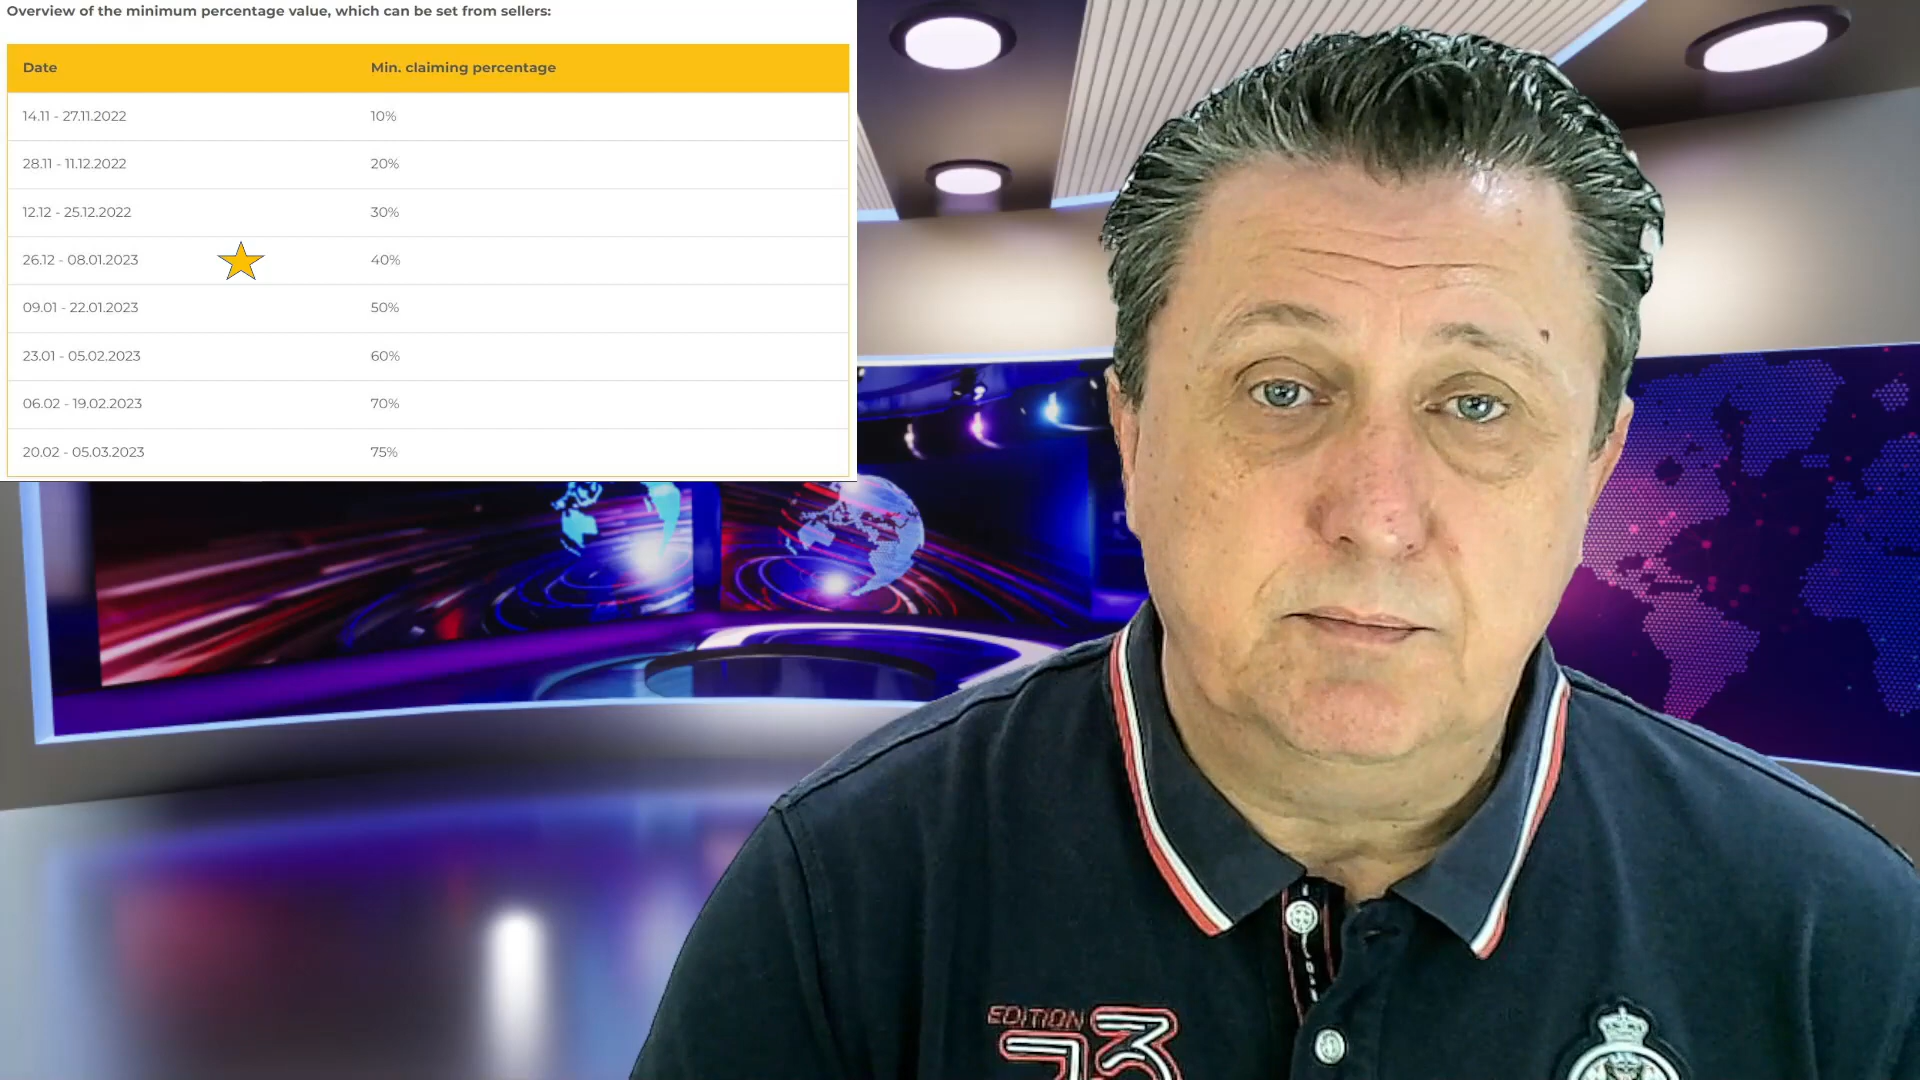 Overview of the minimum percentage value, which can be set from sellers:
Date Min. claiming percentage
14.11 - 27.11.2022 10%
28.11 - 11.12.2022 20%
12.12 - 25.12.2022 30%
26.12 - 08.01.2023 40%
09.01 - 22.01.2023 50%
23.01 - 05.02.2023 60%
06.02 - 19.02.2023 70%
20.02 - 05.03.2023 75%
EDITION
73